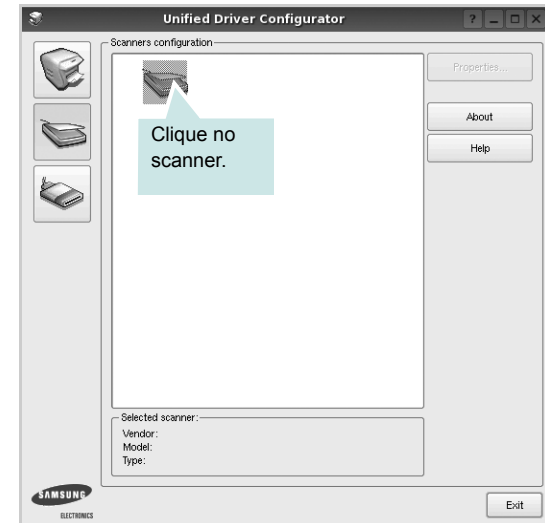 Unified Driver Configurator
Scanners configuration
Properties...
About
Help
Clique no
scanner.
Selected scanner:
Vendor:
Model:
Type:
SAMSUNG
ELECTRONICS
Exit